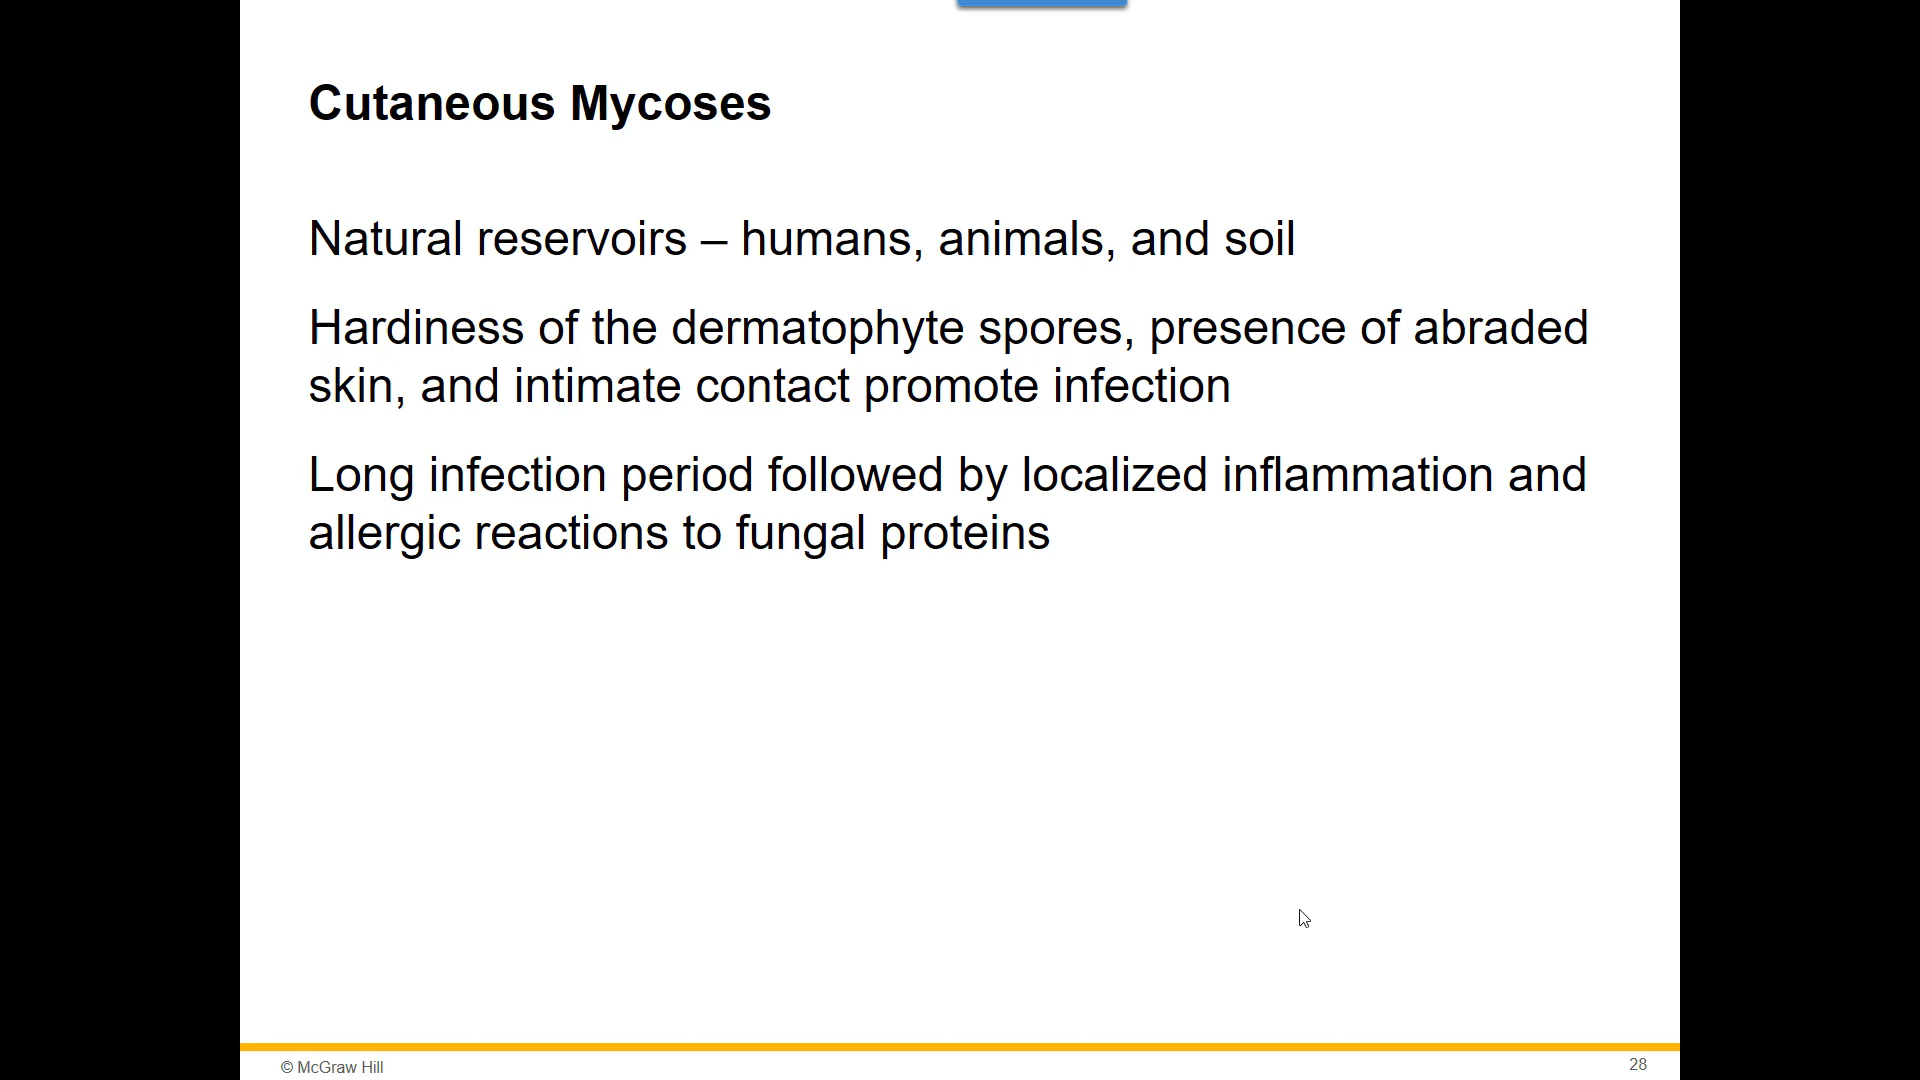 Cutaneous Mycoses
Natural reservoirs – humans, animals, and soil
Hardiness of the dermatophyte spores, presence of abraded
skin, and intimate contact promote infection
Long infection period followed by localized inflammation and
allergic reactions to fungal proteins
© McGraw Hill
28